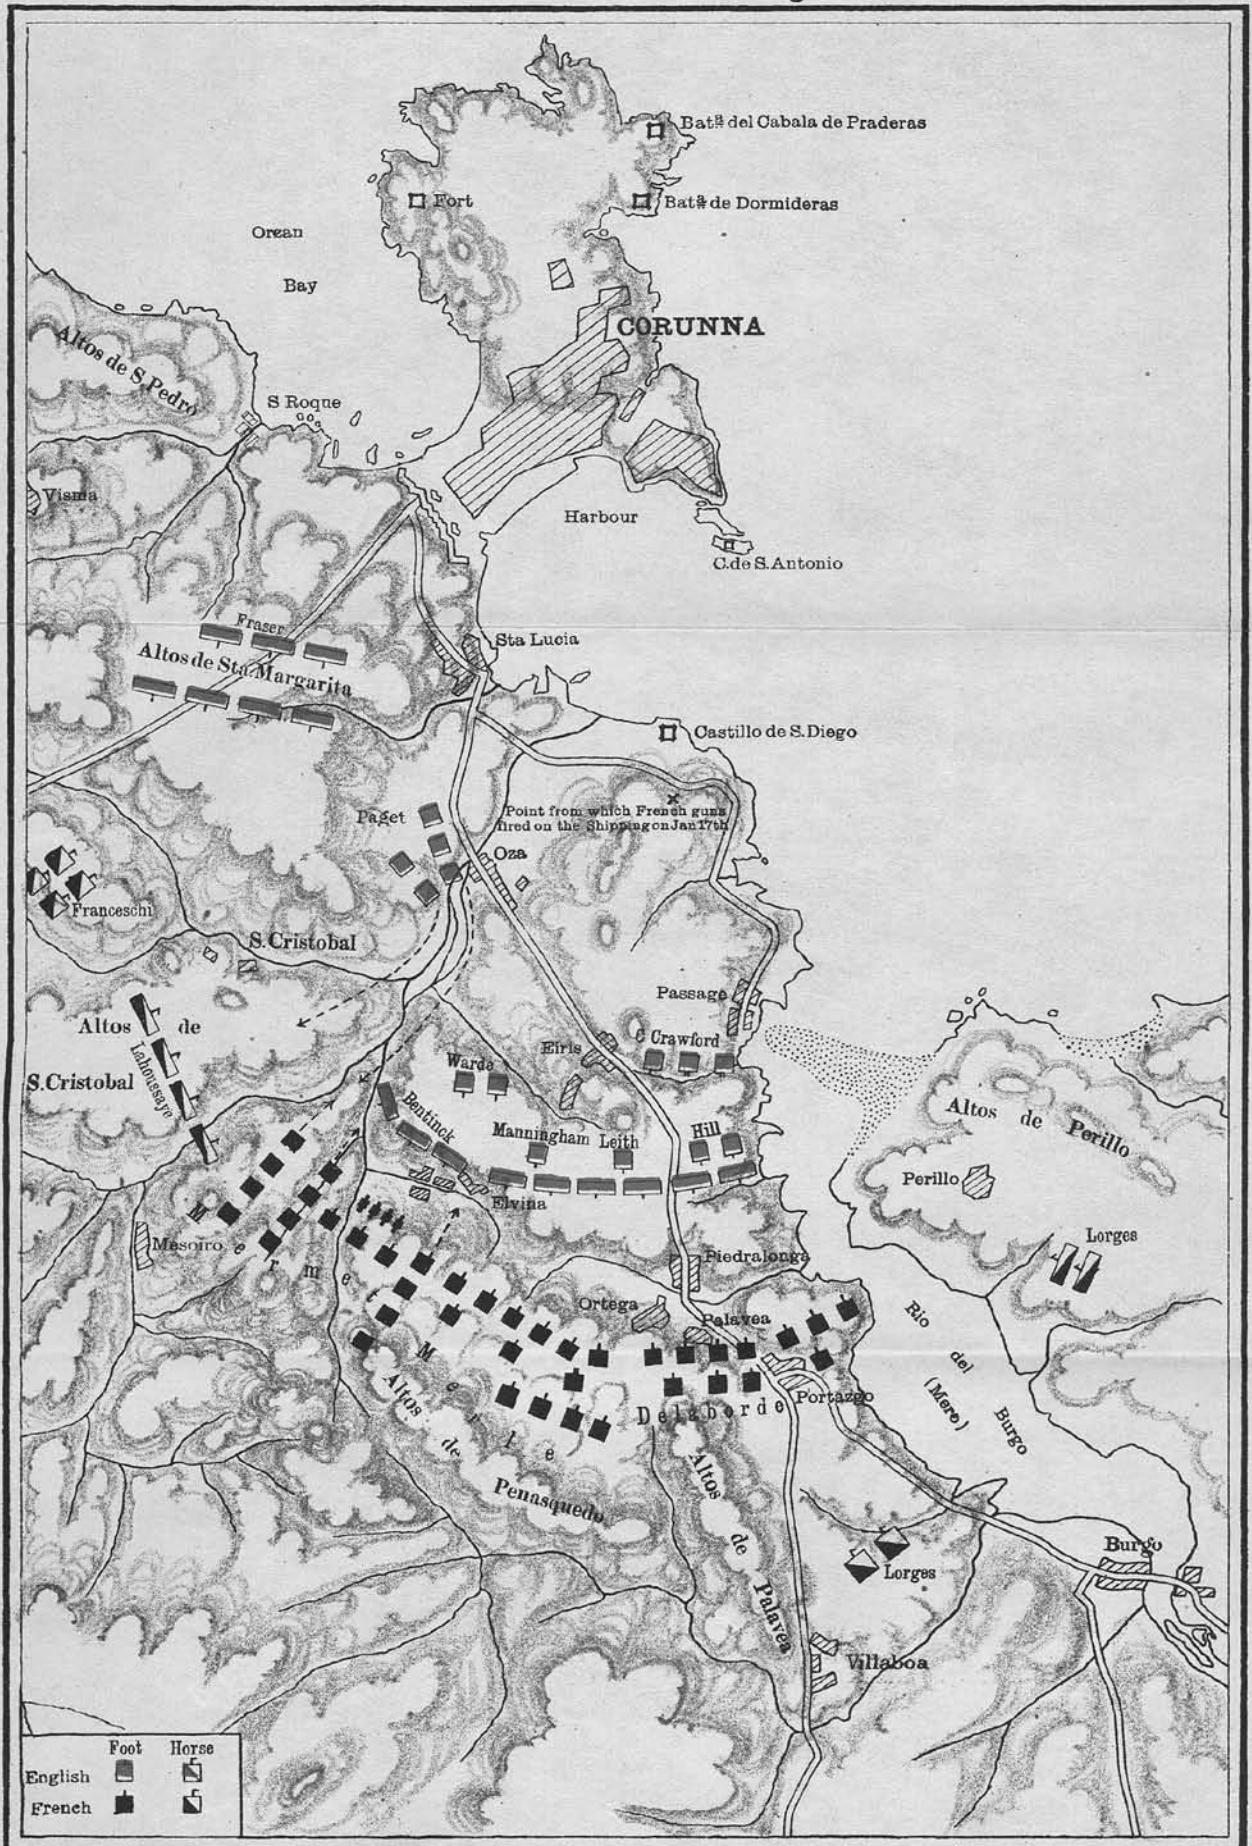 Bat.ª del Cabala de Praderas
Fort
Bat.ª de Dormideras
Orcan
Bay
CORUNNA
Altos de S. Pedro
S Roque
Visma
Harbour
C. de S. Antonio
Fraser
Sta Lucia
Altos de Sta. Margarita
Castillo de S. Diego
Paget
Point from which French guns
fired on the Shipping on Jan 17th
Oza
Franceschi
S. Cristobal
Passage
Altos de
S. Cristobal
Lahoussaye
Eiris
C Crawford
Warde
Bentinck
Manningham
Leith
Hill
Altos de Perillo
Perillo
Elvina
Mesoiro
Mermet
Piedralonga
Lorges
Ortega
Palavea
Rio
del
(Mero)
Burgo
Merle
Delaborde
Portazgo
Altos
de
Penasquedo
Altos
de
Palavea
Burgo
Lorges
Villaboa
Foot Horse
English
French